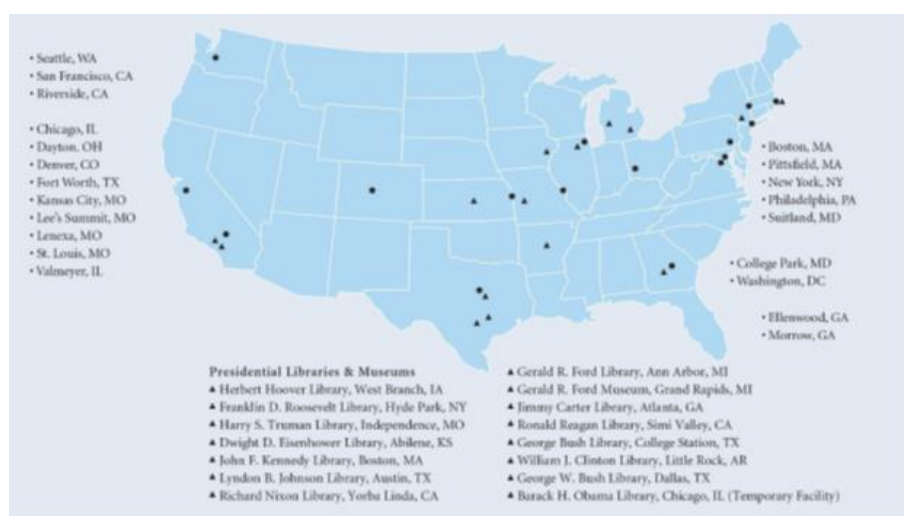 • Seattle, WA
• San Francisco, CA
• Riverside, CA
• Chicago, IL
• Dayton. OH
• Denver, CO
• Fort Worth, TX
• Kansas City, MO
• Lee's Summit, MO
• Lenexa, MO
• St. Louis, MO
• Valmeyer, IL
• Boston, MA
• Pittsfield, MA
• New York, NY
• Philadelphia, PA
• Suitland, MD
• College Park, MD
• Washington, DC
• Ellenwood, GA
• Morrow, GA
Presidential Libraries & Museums
▲ Herbert Hoover Library, West Branch, IA
▲ Franklin D. Roosevelt Library, Hyde Park, NY
▲ Harry S. Truman Library, Independence, MO
▲ Dwight D. Eisenhower Library, Abilene, KS
▲ John F. Kennedy Library, Boston, MA
▲ Lyndon B. Johnson Library, Austin, TX
▲ Richard Nixon Library, Yorba Linda, CA
▲ Gerald R. Ford Library, Ann Arbor, MI
▲ Gerald R. Ford Museum, Grand Rapids, MI
▲ Jimmy Carter Library, Atlanta, GA
▲ Ronald Reagan Library, Simi Valley, CA
▲ George Bush Library, College Station, TX
▲ William J. Clinton Library, Little Rock, AR
▲ George W. Bush Library, Dallas, TX
▲ Barack H. Obama Library, Chicago, IL (Temporary Facility)